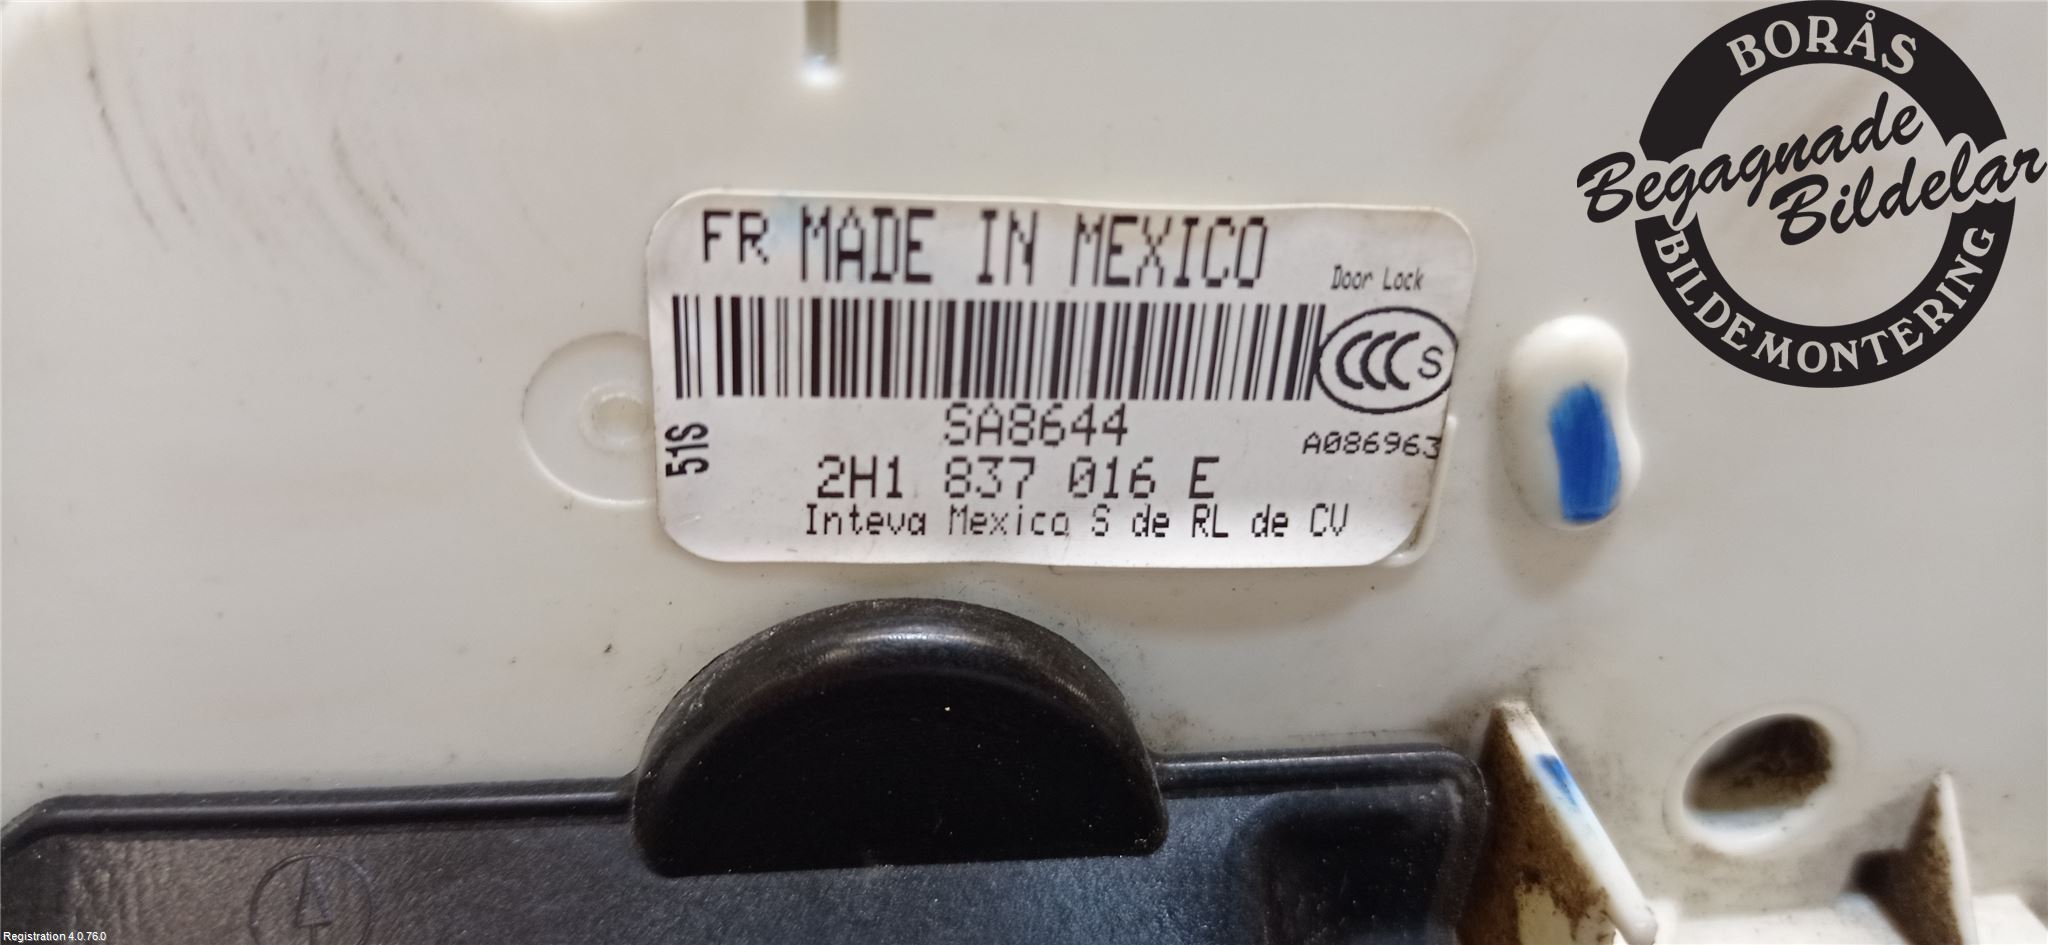 BORÅS
Begagnade
Bildelar
BILDEMONTERING
FR MADE IN MEXICO
Door Lock
CCC S
SA8644
51S
A086963
2H1 837 016 E
Inteva Mexico S de RL de CV
Registration 4.0.76.0